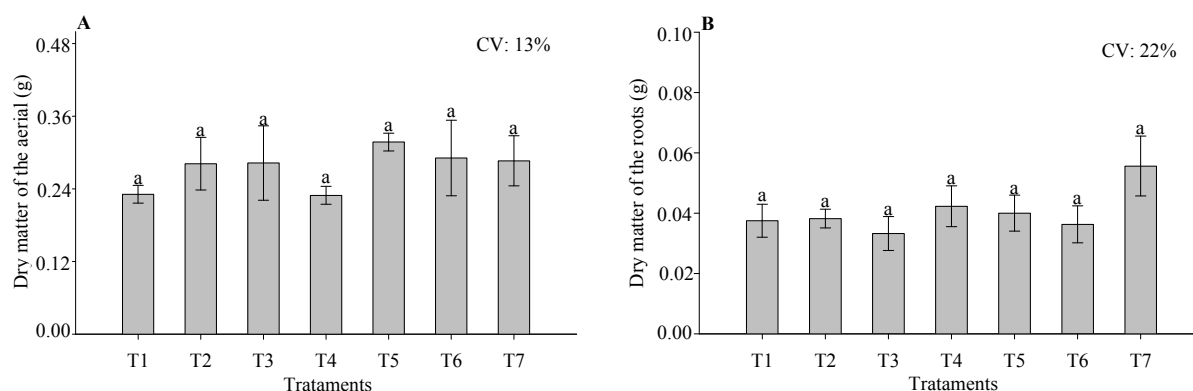 A
CV: 13%
Dry matter of the aerial (g)
0.48
0.36
0.24
0.12
0.00
a a a a a a a
T1 T2 T3 T4 T5 T6 T7
Trataments
B
CV: 22%
Dry matter of the roots (g)
0.10
0.08
0.06
0.04
0.02
0.00
a a a a a a a
T1 T2 T3 T4 T5 T6 T7
Trataments